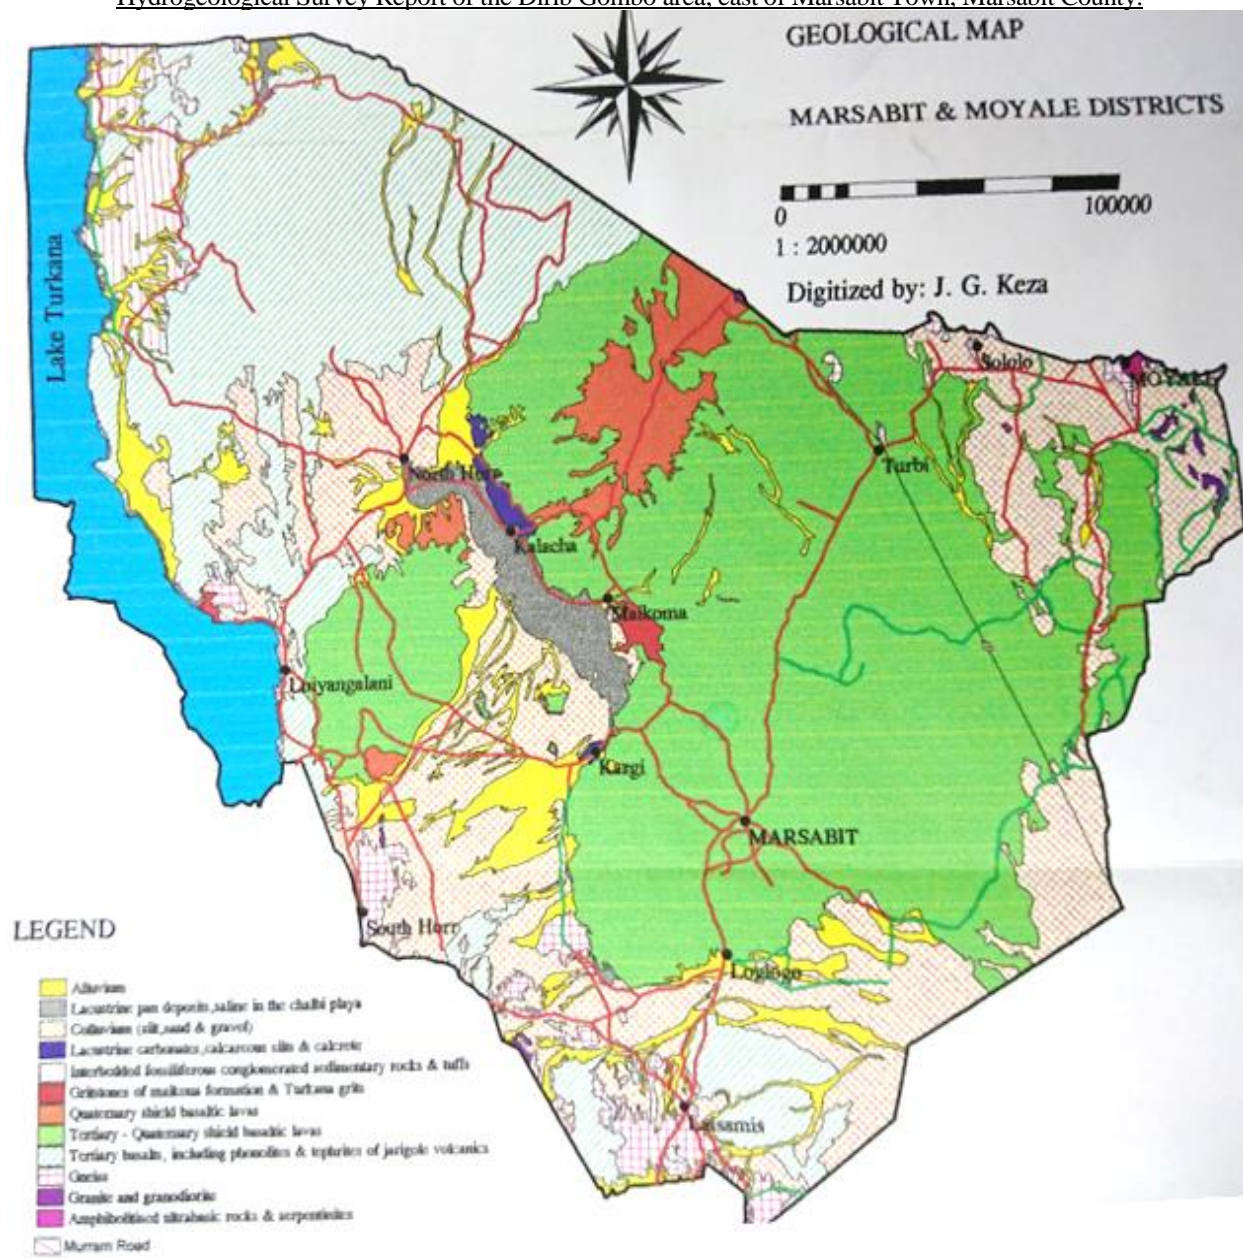 Hydrogeological Survey Report of the Dirib Gombo area, east of Marsabit Town, Marsabit County.
GEOLOGICAL MAP
MARSABIT & MOYALE DISTRICTS
0 100000
1 : 2000000
Digitized by: J. G. Keza
Lake Turkana
Sololo
MOYALE
North Horr
Turbi
Kalacha
Maikona
Loiyangalani
Kargi
MARSABIT
South Horr
Loglogo
Laisamis
LEGEND
Alluvium
Lacustrine pan deposits, saline in the chalbi playa
Colluvium (silt, sand & gravel)
Lacustrine carbonates, calcareous silts & calcrete
Interbedded fossiliferous conglomerated sedimentary rocks & tuffs
Gritstones of maikona formation & Turkana grits
Quaternary shield basaltic lavas
Tertiary - Quaternary shield basaltic lavas
Tertiary basalts, including phonolites & tephrites of jarigole volcanics
Gneiss
Granite and granodiorite
Amphibolitised ultrabasic rocks & serpentinites
Murram Road